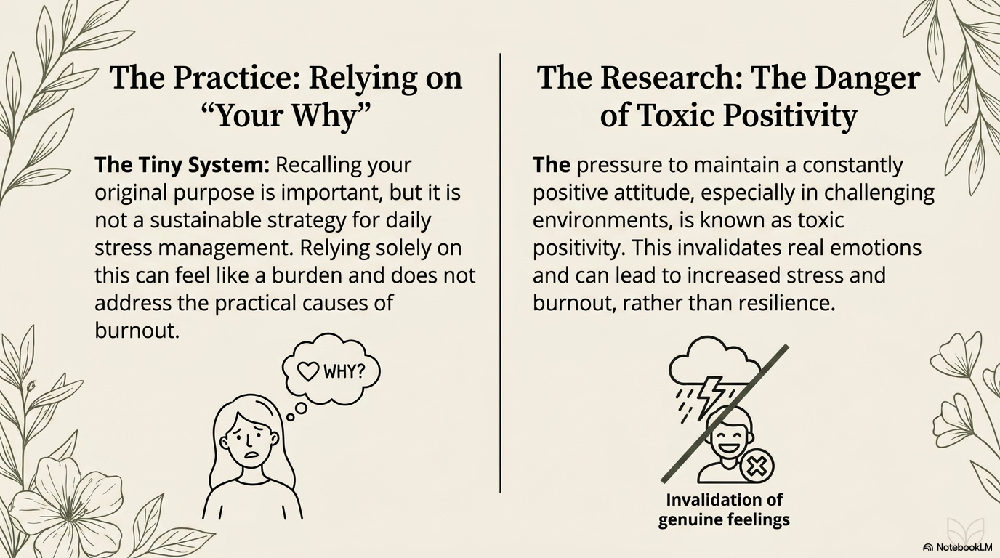 The Practice: Relying on
“Your Why”
The Tiny System: Recalling your
original purpose is important, but it is
not a sustainable strategy for daily
stress management. Relying solely on
this can feel like a burden and does not
address the practical causes of
burnout.
WHY?
The Research: The Danger
of Toxic Positivity
The pressure to maintain a constantly
positive attitude, especially in challenging
environments, is known as toxic
positivity. This invalidates real emotions
and can lead to increased stress and
burnout, rather than resilience.
Invalidation of
genuine feelings
NotebookLM